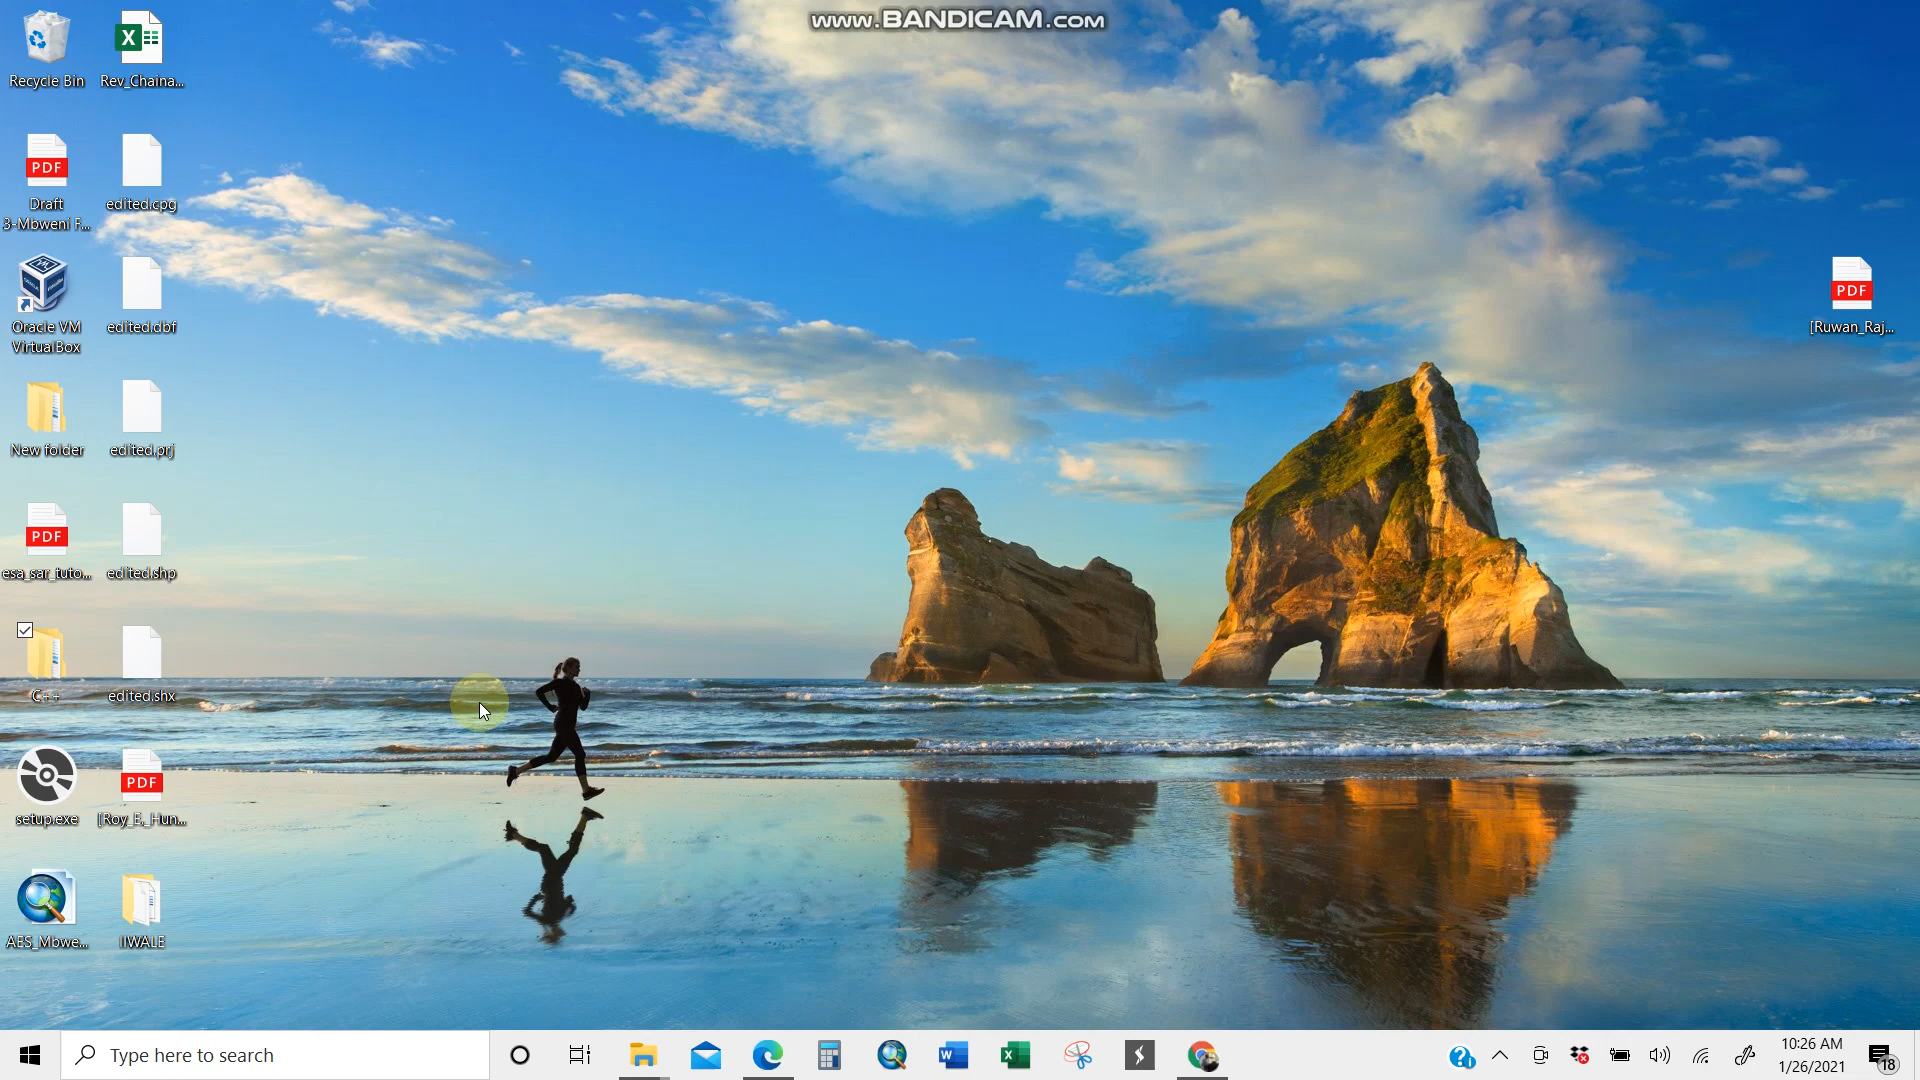 www.BANDICAM.com
Recycle Bin
Rev_Chaina...
PDF
Draft
3-Mbweni F...
edited.cpg
Oracle VM
VirtualBox
edited.dbf
PDF
[Ruwan_Raj...
New folder
edited.prj
PDF
esa_sar_tuto...
edited.shp
C++
edited.shx
setup.exe
PDF
[Roy_E._Hun...
AES_Mbwe...
IIWALE
Type here to search
10:26 AM
1/26/2021
18